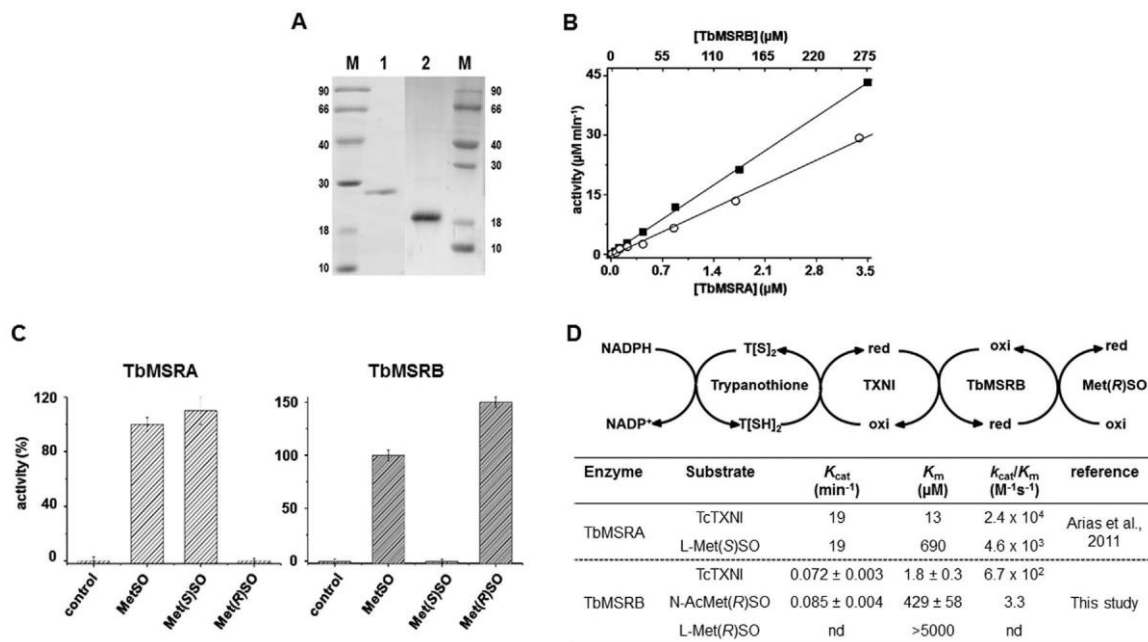 A
M 1 2 M
90
66
40
30
18
10
90
66
40
30
18
10
B
[TbMSRB] (µM)
0 55 110 165 220 275
45
30
15
0
activity (µM min⁻¹)
0.0 0.7 1.4 2.1 2.8 3.5
[TbMSRA] (µM)
C
TbMSRA
activity (%)
120
80
40
0
control MetSO Met(S)SO Met(R)SO
TbMSRB
150
100
50
0
control MetSO Met(S)SO Met(R)SO
D
NADPH T[S]₂ red oxi red
Trypanothione TXNI TbMSRB Met(R)SO
NADP⁺ T[SH]₂ oxi red oxi
Enzyme Substrate Kcat (min⁻¹) Km (µM) kcat/Km (M⁻¹s⁻¹) reference
TbMSRA TcTXNI 19 13 2.4 x 10⁴ Arias et al., 2011
L-Met(S)SO 19 690 4.6 x 10³
TbMSRB TcTXNI 0.072 ± 0.003 1.8 ± 0.3 6.7 x 10² This study
N-AcMet(R)SO 0.085 ± 0.004 429 ± 58 3.3
L-Met(R)SO nd >5000 nd